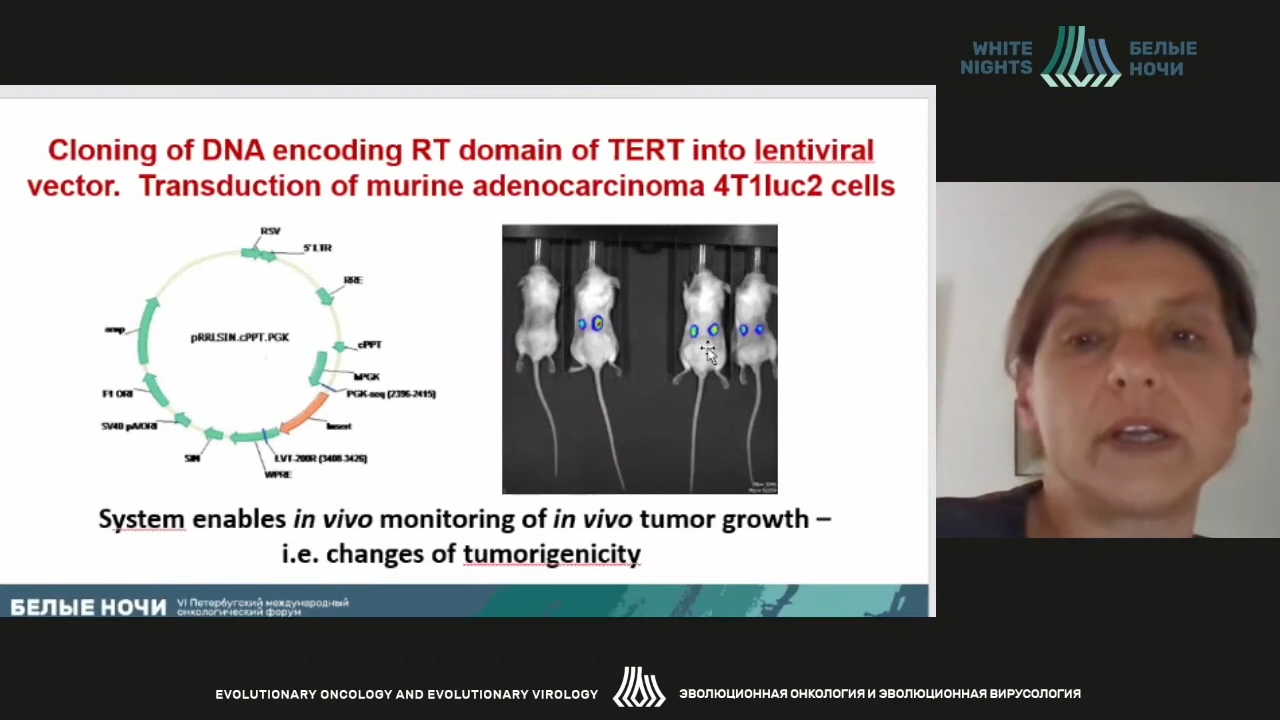 WHITE
NIGHTS
БЕЛЫЕ
НОЧИ
Cloning of DNA encoding RT domain of TERT into lentiviral
vector. Transduction of murine adenocarcinoma 4T1luc2 cells
RSV
5' LTR
RRE
amp
pRRLSIN.cPPT.PGK
cPPT
hPGK
F1 ORI
PGK-seq (2396-2415)
SV40 pA/ORI
Insert
SIN
LVT-200R (3408-3426)
WPRE
System enables in vivo monitoring of in vivo tumor growth –
i.e. changes of tumorigenicity
БЕЛЫЕ НОЧИ
VI Петербугский международный
онкологический форум
EVOLUTIONARY ONCOLOGY AND EVOLUTIONARY VIROLOGY
ЭВОЛЮЦИОННАЯ ОНКОЛОГИЯ И ЭВОЛЮЦИОННАЯ ВИРУСОЛОГИЯ